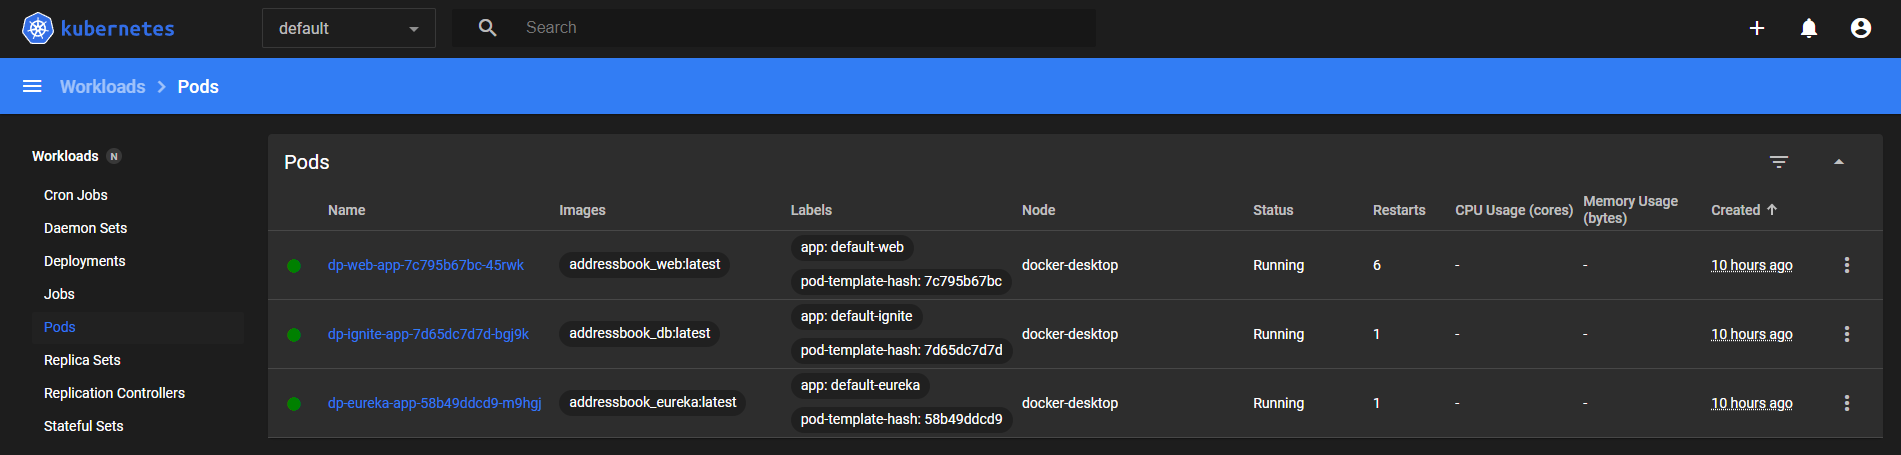 kubernetes
default
Search
Workloads > Pods
Workloads N
Cron Jobs
Daemon Sets
Deployments
Jobs
Pods
Replica Sets
Replication Controllers
Stateful Sets
Pods
Name Images Labels Node Status Restarts CPU Usage (cores) Memory Usage (bytes) Created
dp-web-app-7c795b67bc-45rwk addressbook_web:latest app: default-web pod-template-hash: 7c795b67bc docker-desktop Running 6 - - 10 hours ago
dp-ignite-app-7d65dc7d7d-bgj9k addressbook_db:latest app: default-ignite pod-template-hash: 7d65dc7d7d docker-desktop Running 1 - - 10 hours ago
dp-eureka-app-58b49ddcd9-m9hgj addressbook_eureka:latest app: default-eureka pod-template-hash: 58b49ddcd9 docker-desktop Running 1 - - 10 hours ago